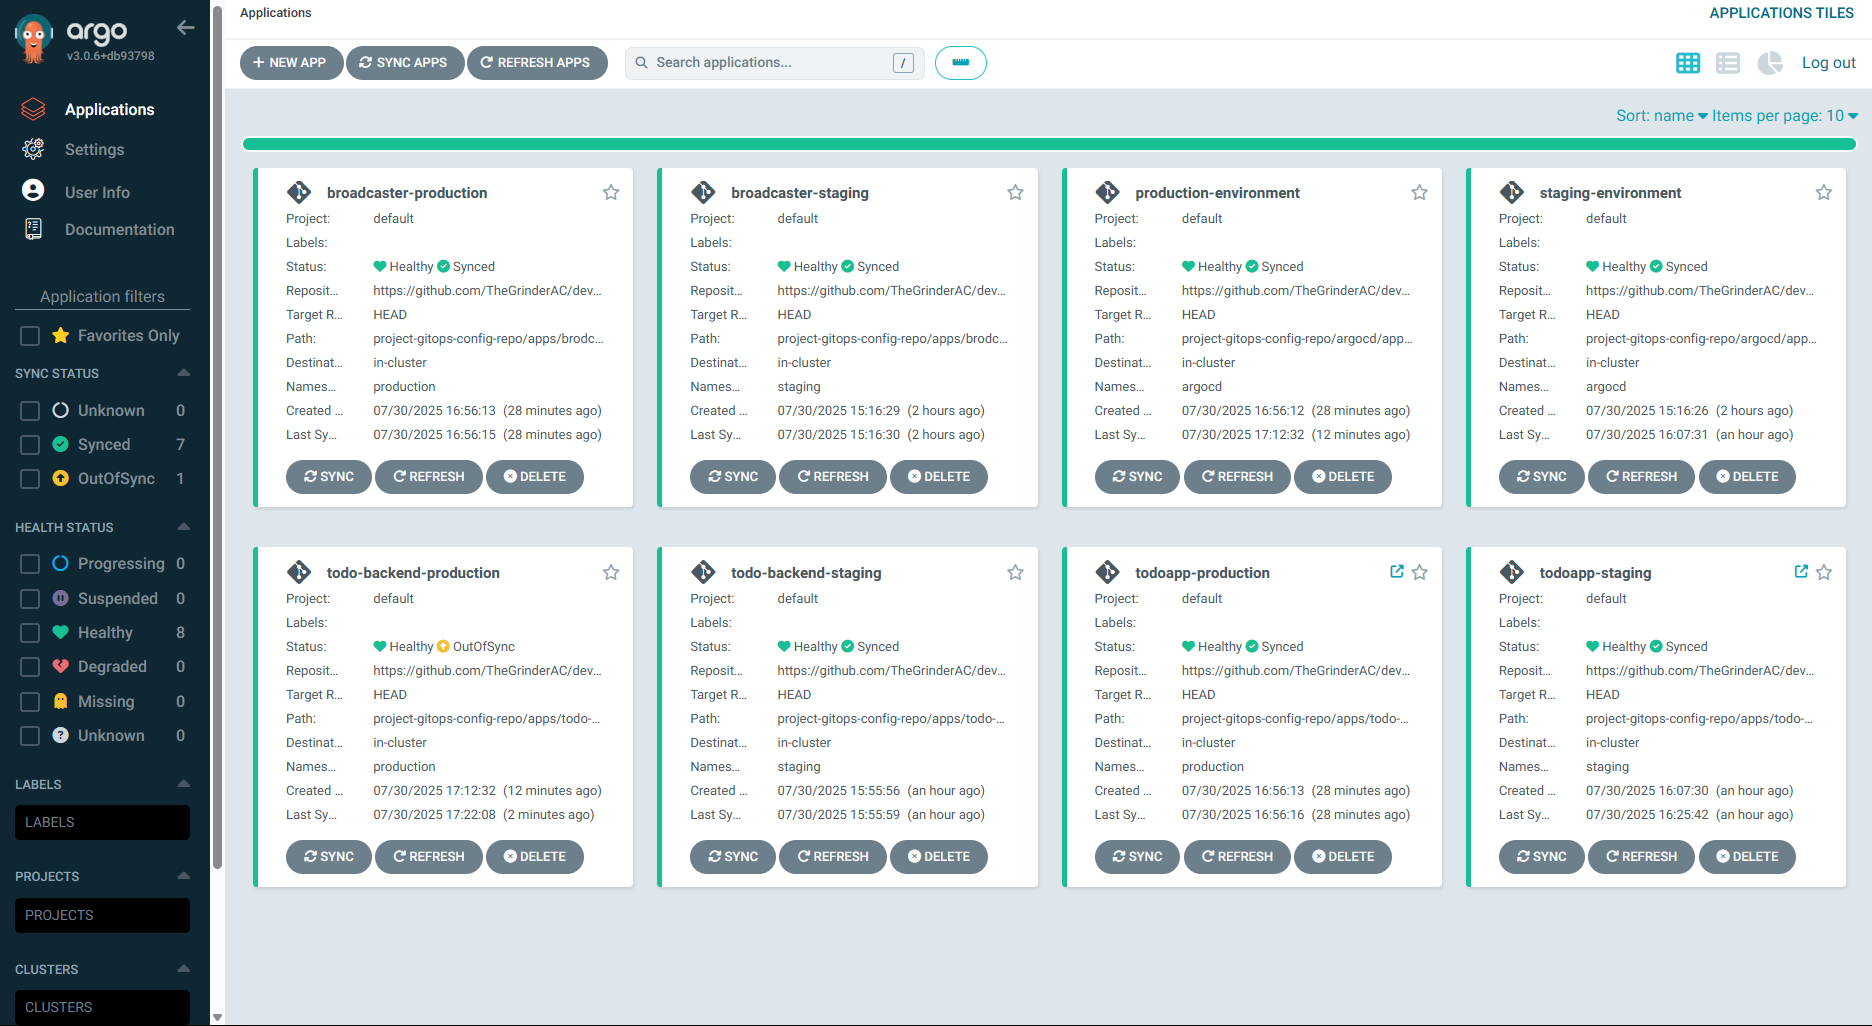 argo
v3.0.6+db93798
Applications
Settings
User Info
Documentation
Application filters
Favorites Only
SYNC STATUS
Unknown 0
Synced 7
OutOfSync 1
HEALTH STATUS
Progressing 0
Suspended 0
Healthy 8
Degraded 0
Missing 0
Unknown 0
LABELS
LABELS
PROJECTS
PROJECTS
CLUSTERS
CLUSTERS
Applications
APPLICATIONS TILES
NEW APP
SYNC APPS
REFRESH APPS
Search applications...
/
Log out
Sort: name Items per page: 10
broadcaster-production
Project: default
Labels:
Status: Healthy Synced
Reposit... https://github.com/TheGrinderAC/dev...
Target R... HEAD
Path: project-gitops-config-repo/apps/brodc...
Destinat... in-cluster
Names... production
Created ... 07/30/2025 16:56:13 (28 minutes ago)
Last Sy... 07/30/2025 16:56:15 (28 minutes ago)
SYNC REFRESH DELETE
broadcaster-staging
Project: default
Labels:
Status: Healthy Synced
Reposit... https://github.com/TheGrinderAC/dev...
Target R... HEAD
Path: project-gitops-config-repo/apps/brodc...
Destinat... in-cluster
Names... staging
Created ... 07/30/2025 15:16:29 (2 hours ago)
Last Sy... 07/30/2025 15:16:30 (2 hours ago)
SYNC REFRESH DELETE
production-environment
Project: default
Labels:
Status: Healthy Synced
Reposit... https://github.com/TheGrinderAC/dev...
Target R... HEAD
Path: project-gitops-config-repo/argocd/app...
Destinat... in-cluster
Names... argocd
Created ... 07/30/2025 16:56:12 (28 minutes ago)
Last Sy... 07/30/2025 17:12:32 (12 minutes ago)
SYNC REFRESH DELETE
staging-environment
Project: default
Labels:
Status: Healthy Synced
Reposit... https://github.com/TheGrinderAC/dev...
Target R... HEAD
Path: project-gitops-config-repo/argocd/app...
Destinat... in-cluster
Names... argocd
Created ... 07/30/2025 15:16:26 (2 hours ago)
Last Sy... 07/30/2025 16:07:31 (an hour ago)
SYNC REFRESH DELETE
todo-backend-production
Project: default
Labels:
Status: Healthy OutOfSync
Reposit... https://github.com/TheGrinderAC/dev...
Target R... HEAD
Path: project-gitops-config-repo/apps/todo-...
Destinat... in-cluster
Names... production
Created ... 07/30/2025 17:12:32 (12 minutes ago)
Last Sy... 07/30/2025 17:22:08 (2 minutes ago)
SYNC REFRESH DELETE
todo-backend-staging
Project: default
Labels:
Status: Healthy Synced
Reposit... https://github.com/TheGrinderAC/dev...
Target R... HEAD
Path: project-gitops-config-repo/apps/todo-...
Destinat... in-cluster
Names... staging
Created ... 07/30/2025 15:55:56 (an hour ago)
Last Sy... 07/30/2025 15:55:59 (an hour ago)
SYNC REFRESH DELETE
todoapp-production
Project: default
Labels:
Status: Healthy Synced
Reposit... https://github.com/TheGrinderAC/dev...
Target R... HEAD
Path: project-gitops-config-repo/apps/todo-...
Destinat... in-cluster
Names... production
Created ... 07/30/2025 16:56:13 (28 minutes ago)
Last Sy... 07/30/2025 16:56:16 (28 minutes ago)
SYNC REFRESH DELETE
todoapp-staging
Project: default
Labels:
Status: Healthy Synced
Reposit... https://github.com/TheGrinderAC/dev...
Target R... HEAD
Path: project-gitops-config-repo/apps/todo-...
Destinat... in-cluster
Names... staging
Created ... 07/30/2025 16:07:30 (an hour ago)
Last Sy... 07/30/2025 16:25:42 (an hour ago)
SYNC REFRESH DELETE